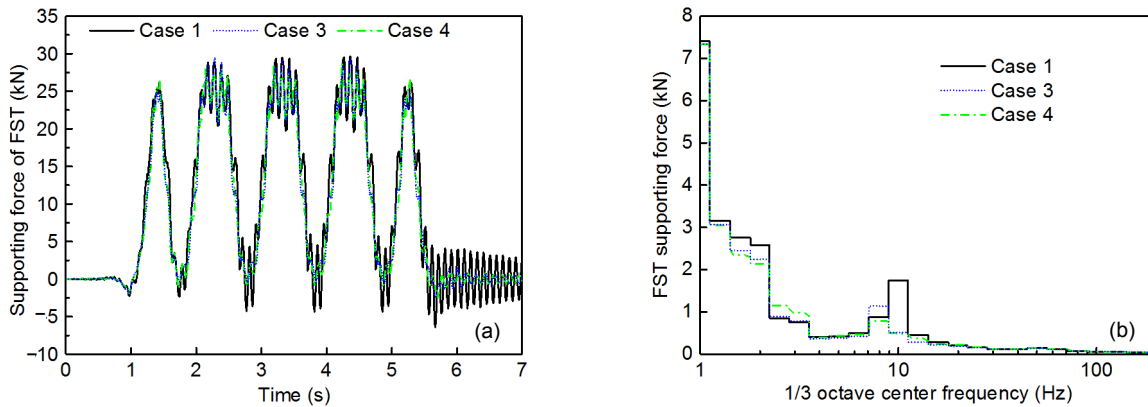 35
30
25
20
15
10
5
0
−5
−10
Supporting force of FST (kN)
Case 1 Case 3 Case 4
(a)
0 1 2 3 4 5 6 7
Time (s)
8
7
6
5
4
3
2
1
0
FST supporting force (kN)
Case 1
Case 3
Case 4
(b)
1 10 100
1/3 octave center frequency (Hz)